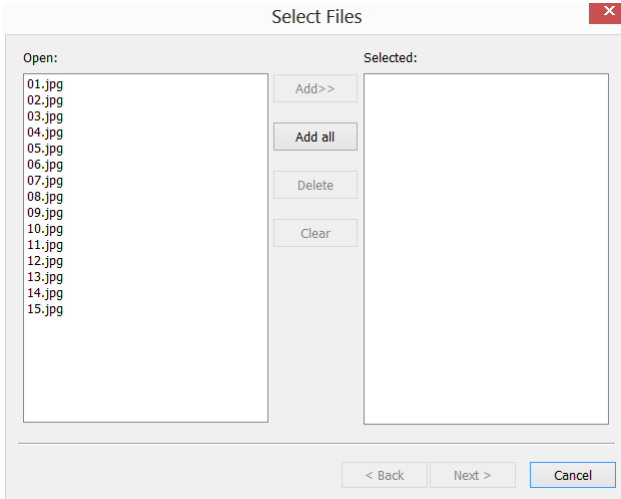 Select Files
Open:
Selected:
01.jpg
02.jpg
03.jpg
04.jpg
05.jpg
06.jpg
07.jpg
08.jpg
09.jpg
10.jpg
11.jpg
12.jpg
13.jpg
14.jpg
15.jpg
Add>>
Add all
Delete
Clear
< Back
Next >
Cancel